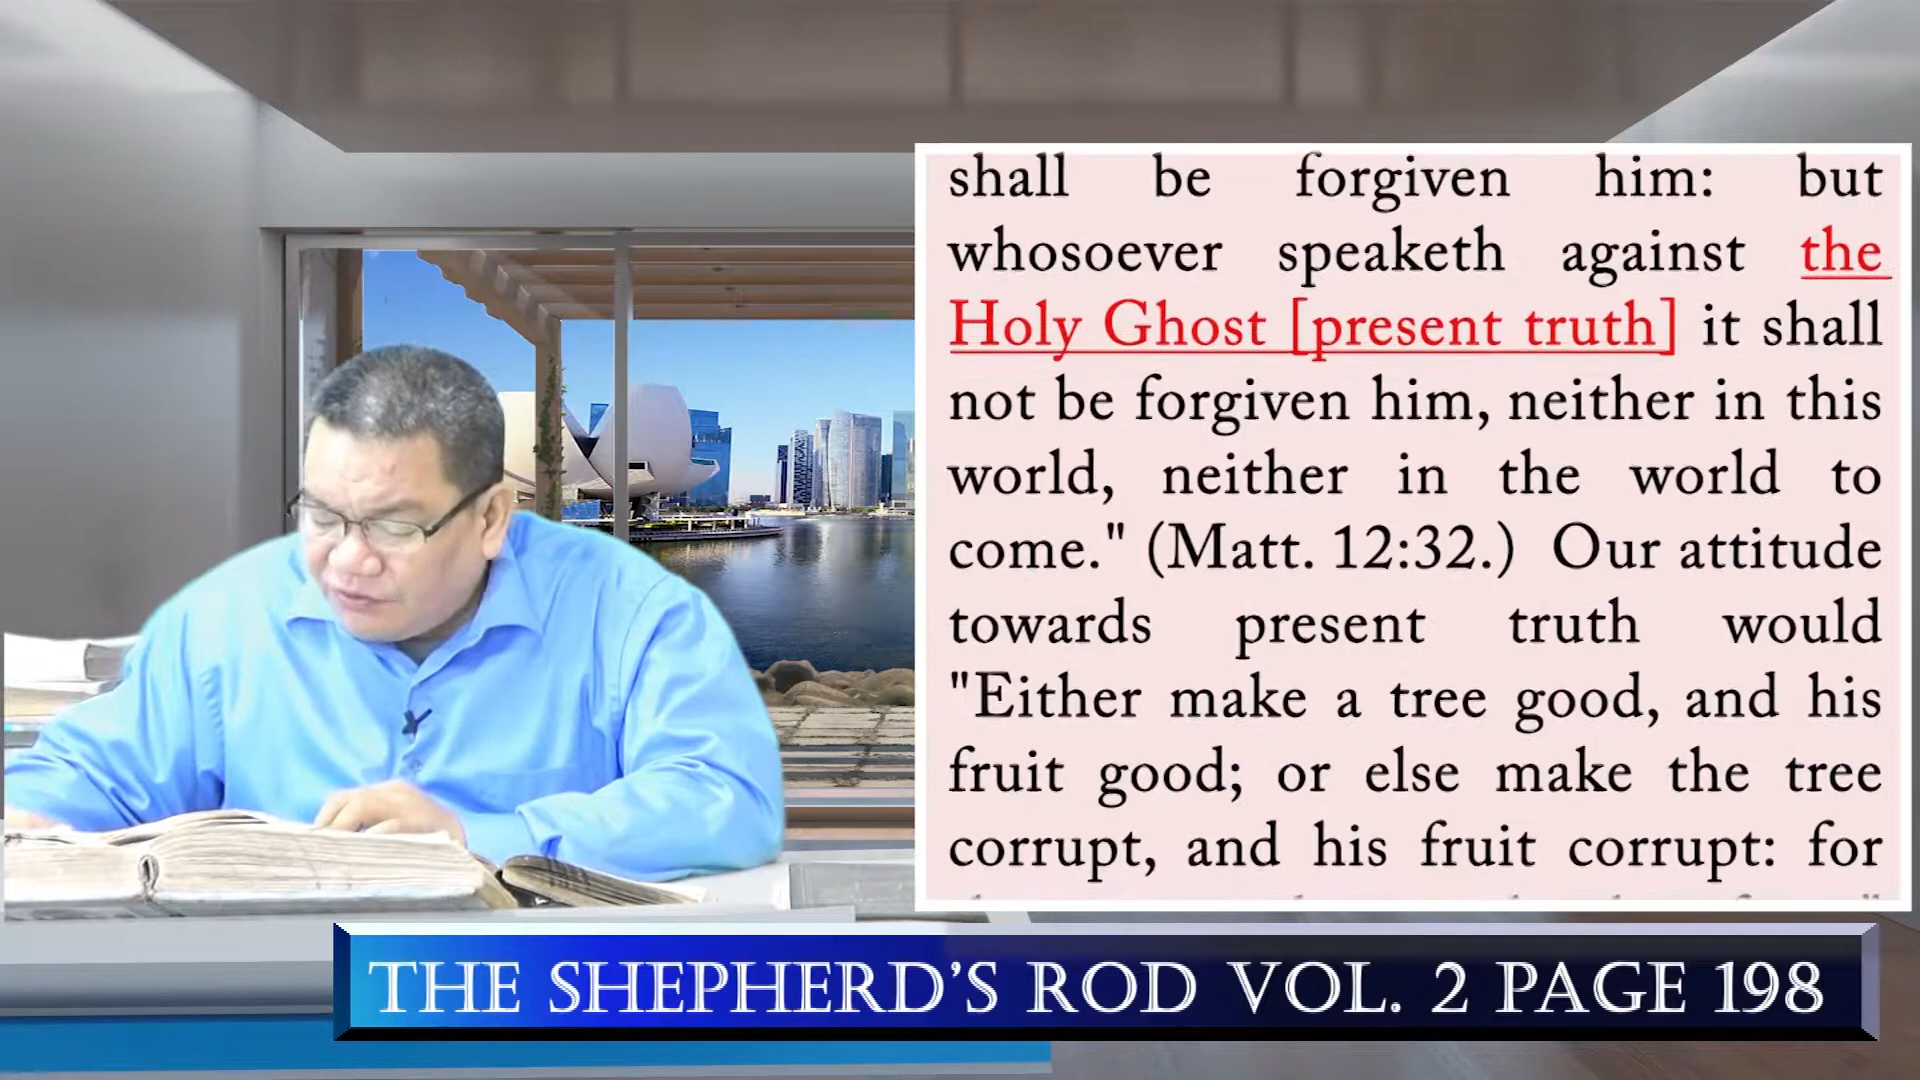 shall be forgiven him: but
whosoever speaketh against the
Holy Ghost [present truth] it shall
not be forgiven him, neither in this
world, neither in the world to
come." (Matt. 12:32.) Our attitude
towards present truth would
"Either make a tree good, and his
fruit good; or else make the tree
corrupt, and his fruit corrupt: for
THE SHEPHERD'S ROD VOL. 2 PAGE 198